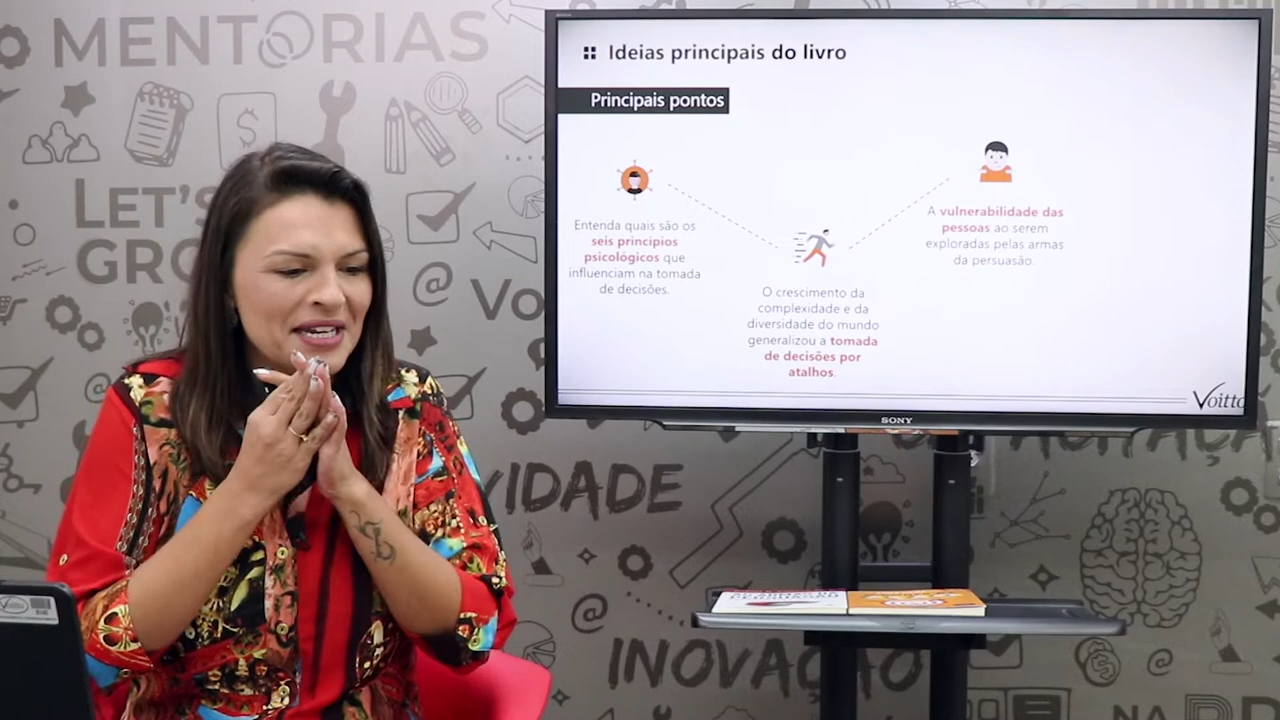 MENTORIAS
LET'S
GRO
VO
VIDADE
INOVAÇÃO
Ideias principais do livro
Principais pontos
Entenda quais são os
seis princípios
psicológicos que
influenciam na tomada
de decisões.
O crescimento da
complexidade e da
diversidade do mundo
generalizou a tomada
de decisões por
atalhos.
A vulnerabilidade das
pessoas ao serem
exploradas pelas armas
da persuasão.
Voitto
SONY